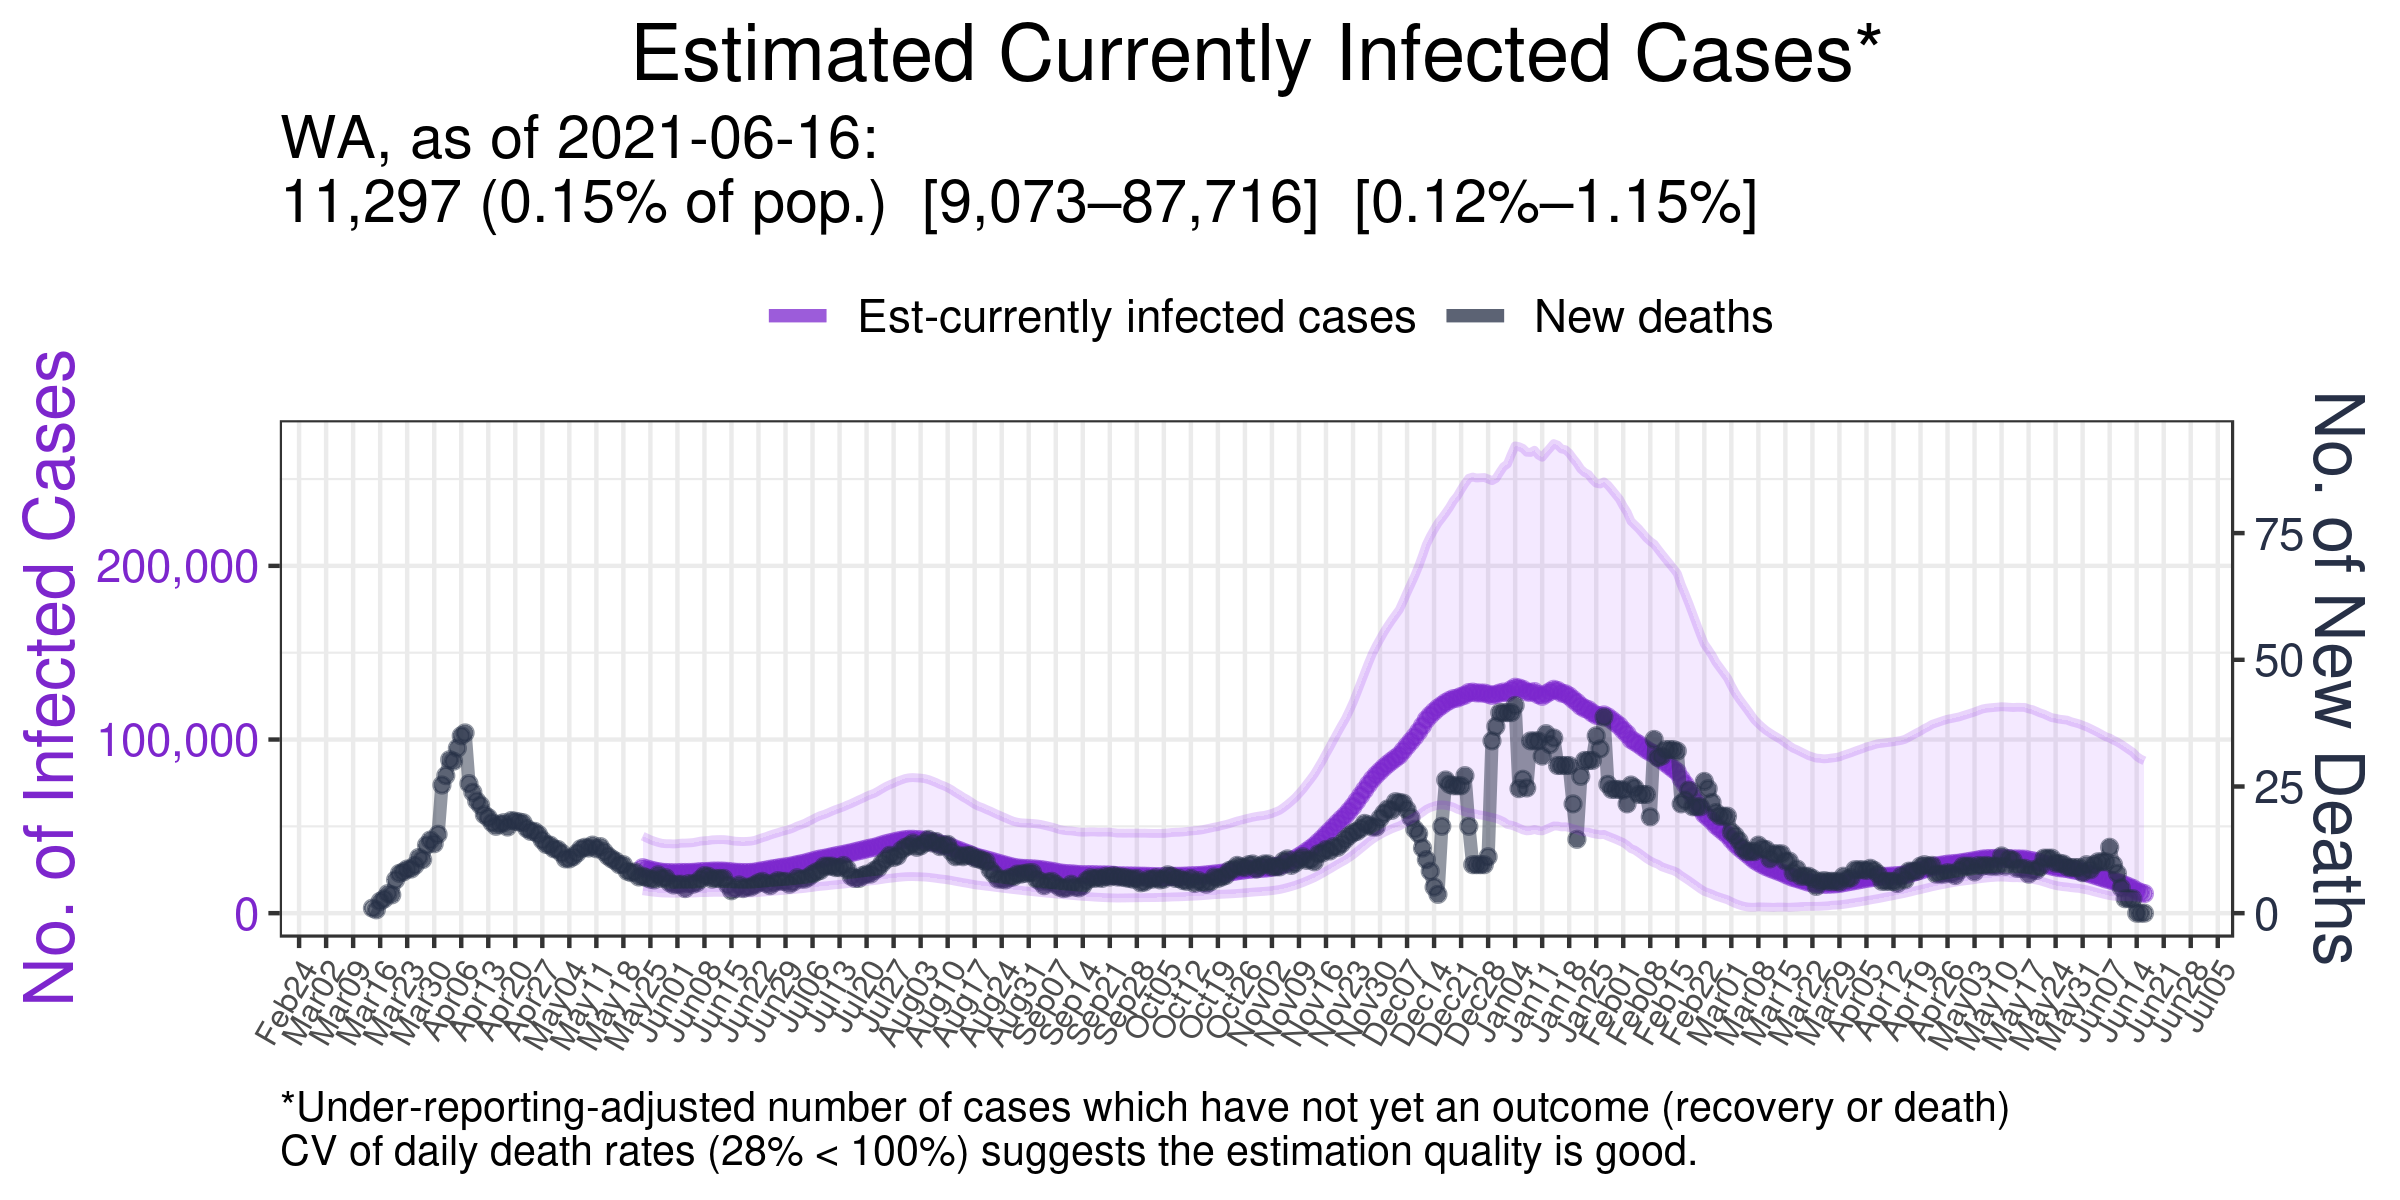 Estimated Currently Infected Cases*
WA, as of 2021-06-16:
11,297 (0.15% of pop.) [9,073–87,716] [0.12%–1.15%]
Est-currently infected cases
New deaths
No. of Infected Cases
200,000
100,000
0
No. of New Deaths
75
50
25
0
Feb24
Mar02
Mar09
Mar16
Mar23
Mar30
Apr06
Apr13
Apr20
Apr27
May04
May11
May18
May25
Jun01
Jun08
Jun15
Jun22
Jun29
Jul06
Jul13
Jul20
Jul27
Aug03
Aug10
Aug17
Aug24
Aug31
Sep07
Sep14
Sep21
Sep28
Oct05
Oct12
Oct19
Oct26
Nov02
Nov09
Nov16
Nov23
Nov30
Dec07
Dec14
Dec21
Dec28
Jan04
Jan11
Jan18
Jan25
Feb01
Feb08
Feb15
Feb22
Mar01
Mar08
Mar15
Mar22
Mar29
Apr05
Apr12
Apr19
Apr26
May03
May10
May17
May24
May31
Jun07
Jun14
Jun21
Jun28
Jul05
*Under-reporting-adjusted number of cases which have not yet an outcome (recovery or death)
CV of daily death rates (28% < 100%) suggests the estimation quality is good.